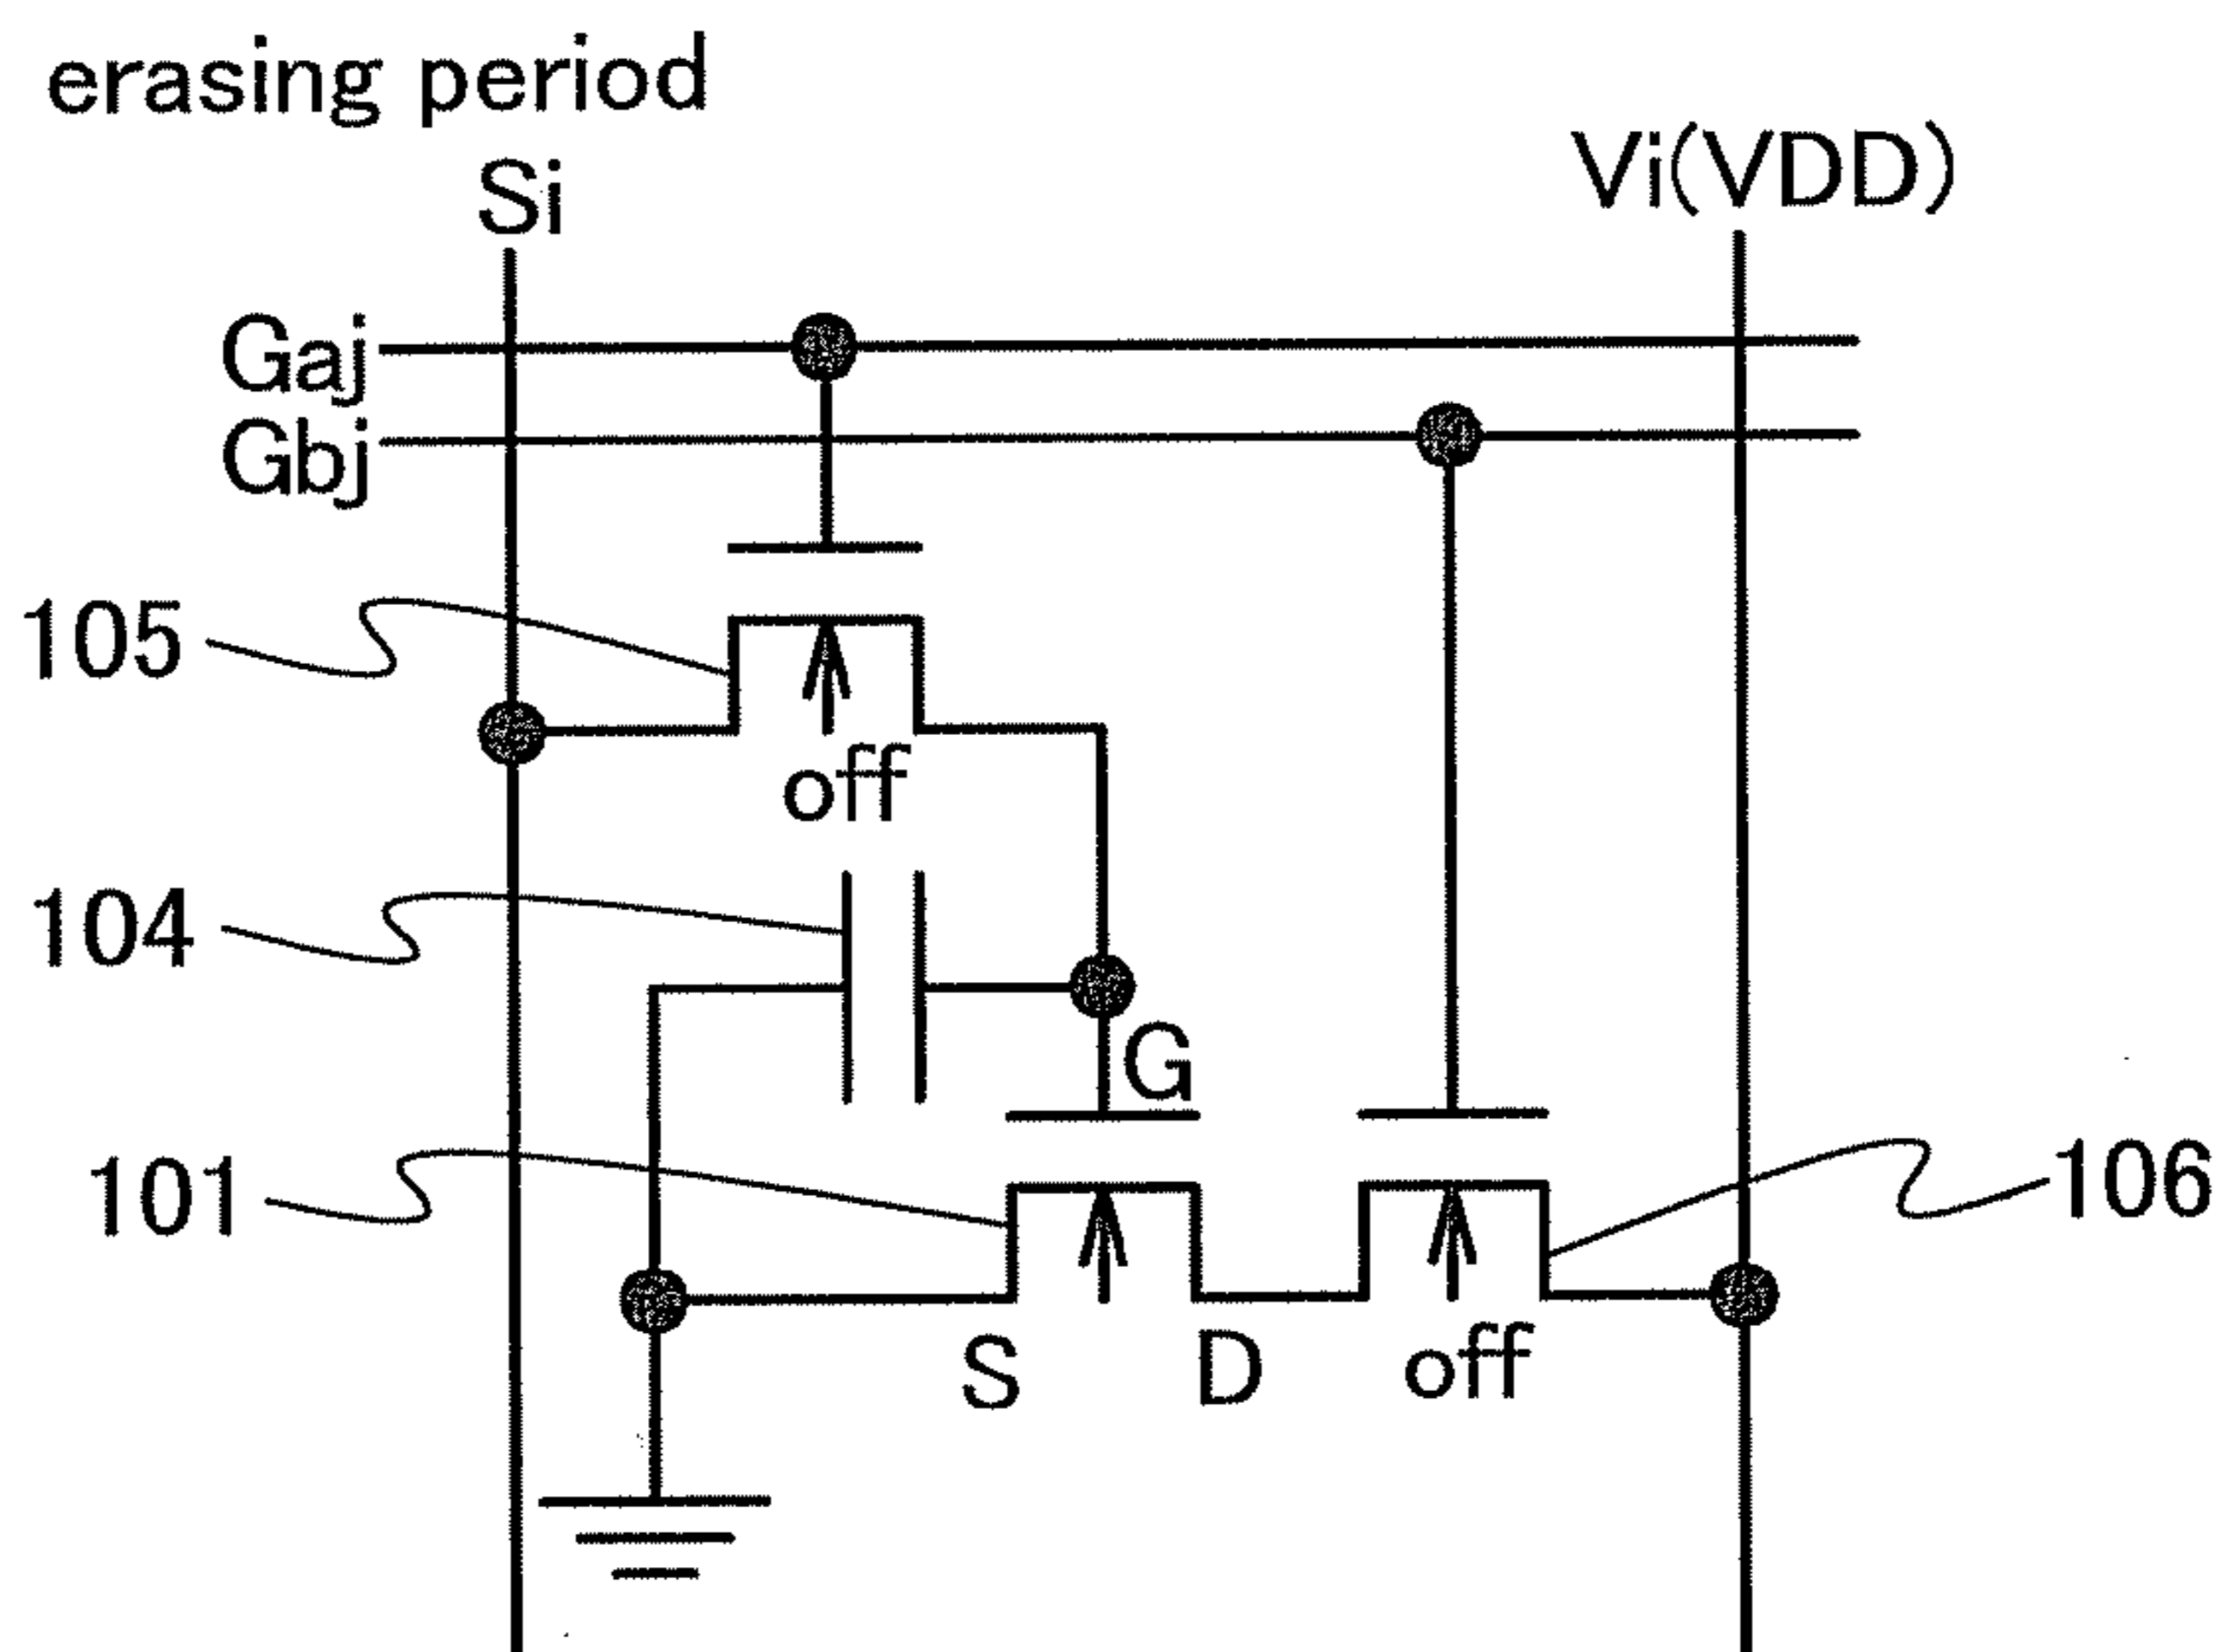 erasing period
Si
Vi(VDD)
Gaj
Gbj
105
off
104
G
101
106
S
D
off